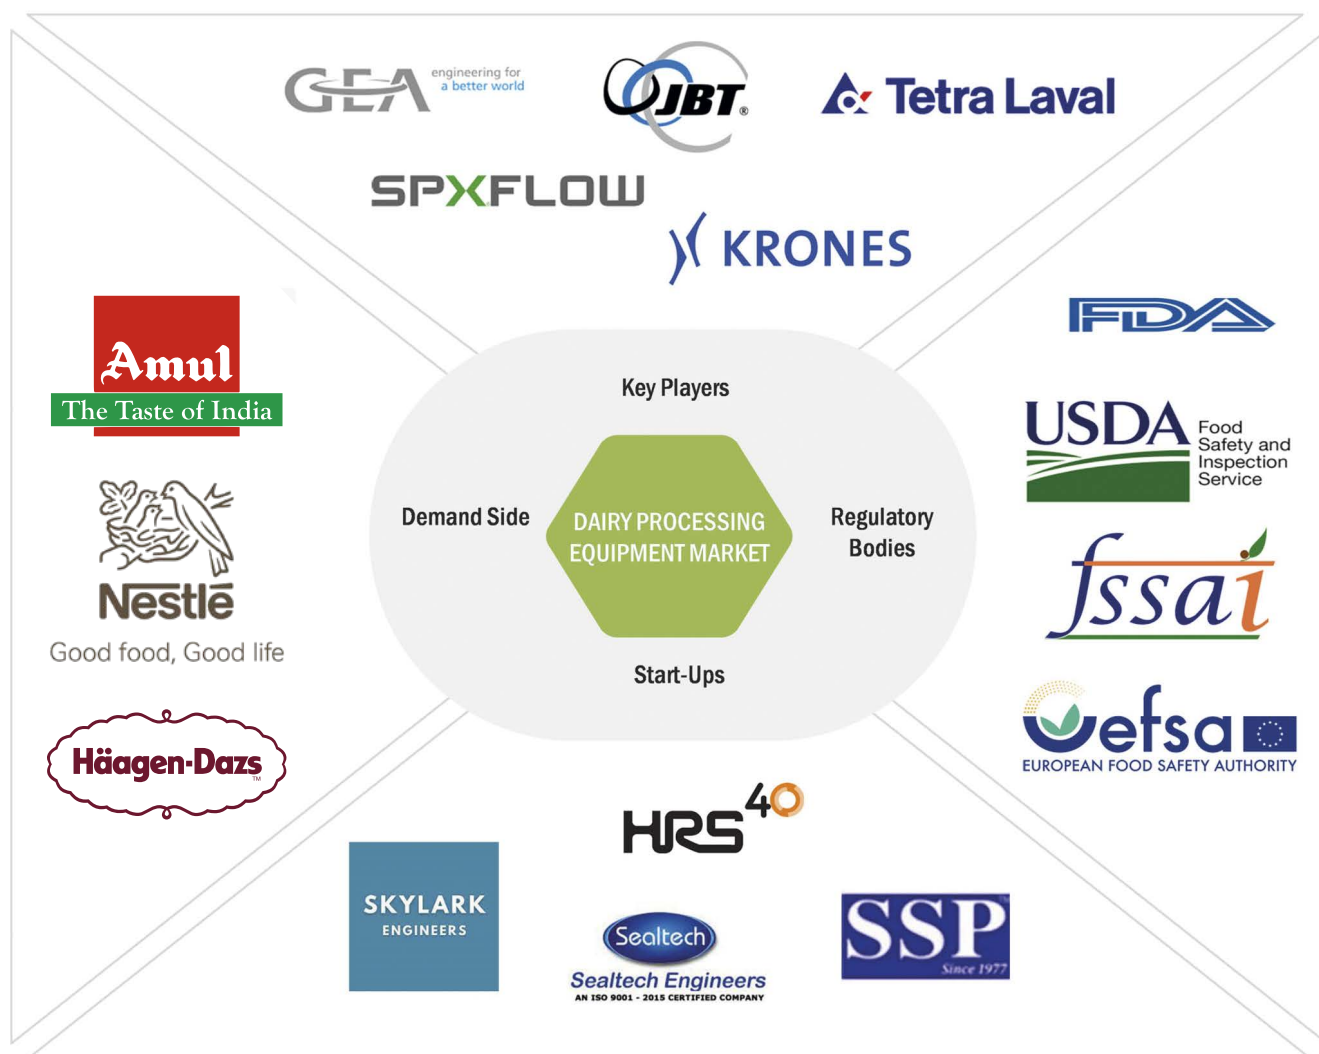 GEA
engineering for
a better world
JBT®
Tetra Laval
SPXFLOW
KRONES
Amul
The Taste of India
Nestlé
Good food, Good life
Häagen-Dazs™
Key Players
Demand Side
DAIRY PROCESSING
EQUIPMENT MARKET
Regulatory
Bodies
Start-Ups
FDA
USDA
Food
Safety and
Inspection
Service
fssai
efsa
EUROPEAN FOOD SAFETY AUTHORITY
HRS 40
SKYLARK
ENGINEERS
Sealtech
Sealtech Engineers
AN ISO 9001 - 2015 CERTIFIED COMPANY
SSP™
Since 1977